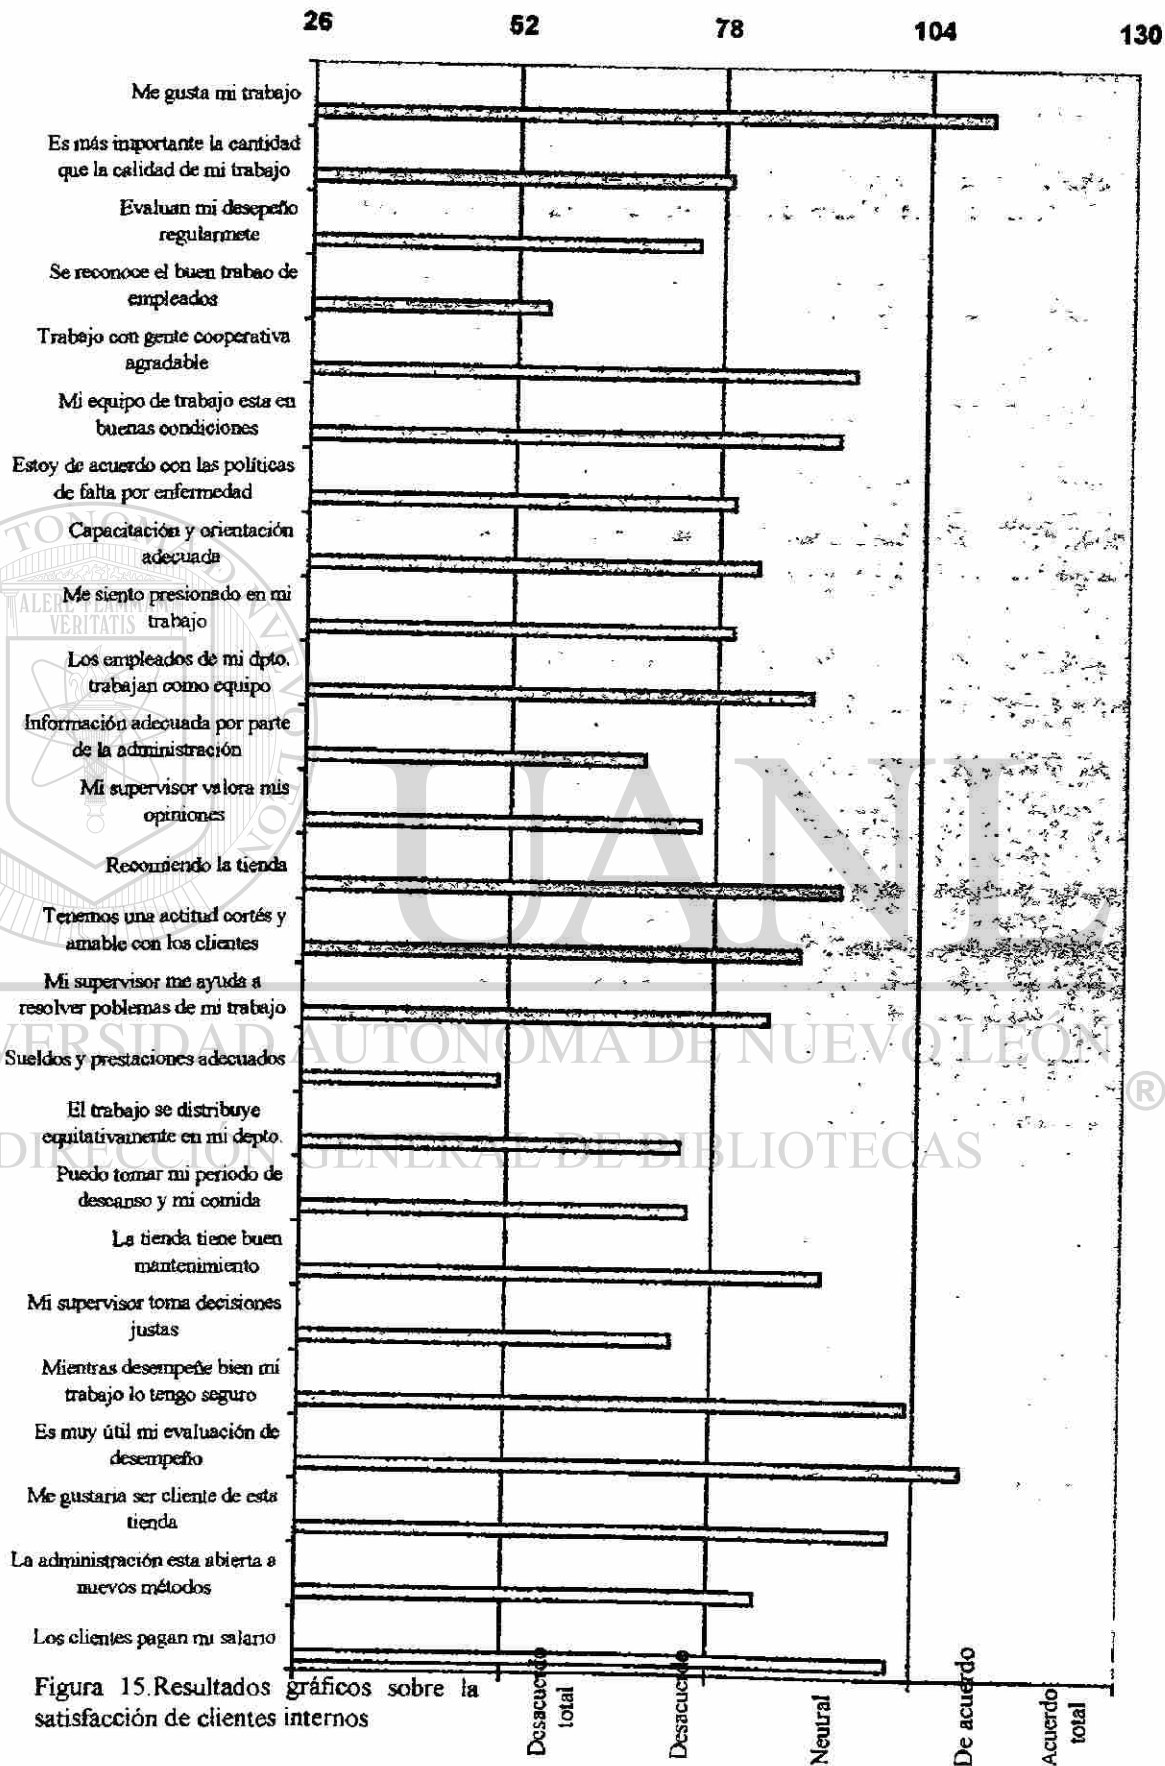 26 52 78 104 130
Me gusta mi trabajo
Es más importante la cantidad
que la calidad de mi trabajo
Evaluan mi desepeño
regularmete
Se reconoce el buen trabao de
empleados
Trabajo con gente cooperativa
agradable
Mi equipo de trabajo esta en
buenas condiciones
Estoy de acuerdo con las políticas
de falta por enfermedad
Capacitación y orientación
adecuada
Me siento presionado en mi
trabajo
Los empleados de mi dpto.
trabajan como equipo
Información adecuada por parte
de la administración
Mi supervisor valora mis
opiniones
Recomiendo la tienda
Tenemos una actitud cortés y
amable con los clientes
Mi supervisor me ayuda a
resolver poblemas de mi trabajo
Sueldos y prestaciones adecuados
El trabajo se distribuye
equitativamente en mi depto.
Puedo tomar mi periodo de
descanso y mi comida
La tienda tiene buen
mantenimiento
Mi supervisor toma decisiones
justas
Mientras desempeñe bien mi
trabajo lo tengo seguro
Es muy útil mi evaluación de
desempeño
Me gustaria ser cliente de esta
tienda
La administración esta abierta a
nuevos métodos
Los clientes pagan mi salario
Desacuerdo
total
Desacuerdo
Neutral
De acuerdo
Acuerdo
total
Figura 15.Resultados gráficos sobre la
satisfacción de clientes internos
ALERE FLAMMAM
VERITATIS
UANL
VERSIDAD AUTÓNOMA DE NUEVO LEÓN
®
DIRECCIÓN GENERAL DE BIBLIOTECAS